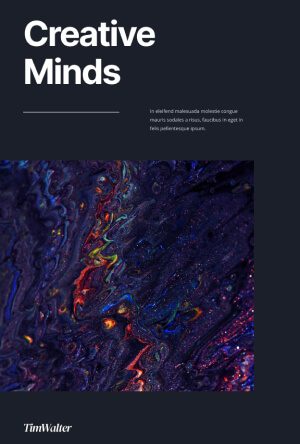 Creative
Minds
In eleifend malesuada molestie congue
mauris sodales a risus, faucibus in eget in
felis pellentesque ipsum.
TimWalter